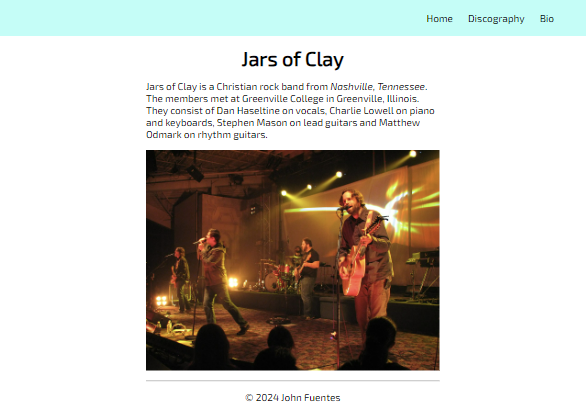 Home Discography Bio
Jars of Clay
Jars of Clay is a Christian rock band from Nashville, Tennessee.
The members met at Greenville College in Greenville, Illinois.
They consist of Dan Haseltine on vocals, Charlie Lowell on piano
and keyboards, Stephen Mason on lead guitars and Matthew
Odmark on rhythm guitars.
© 2024 John Fuentes